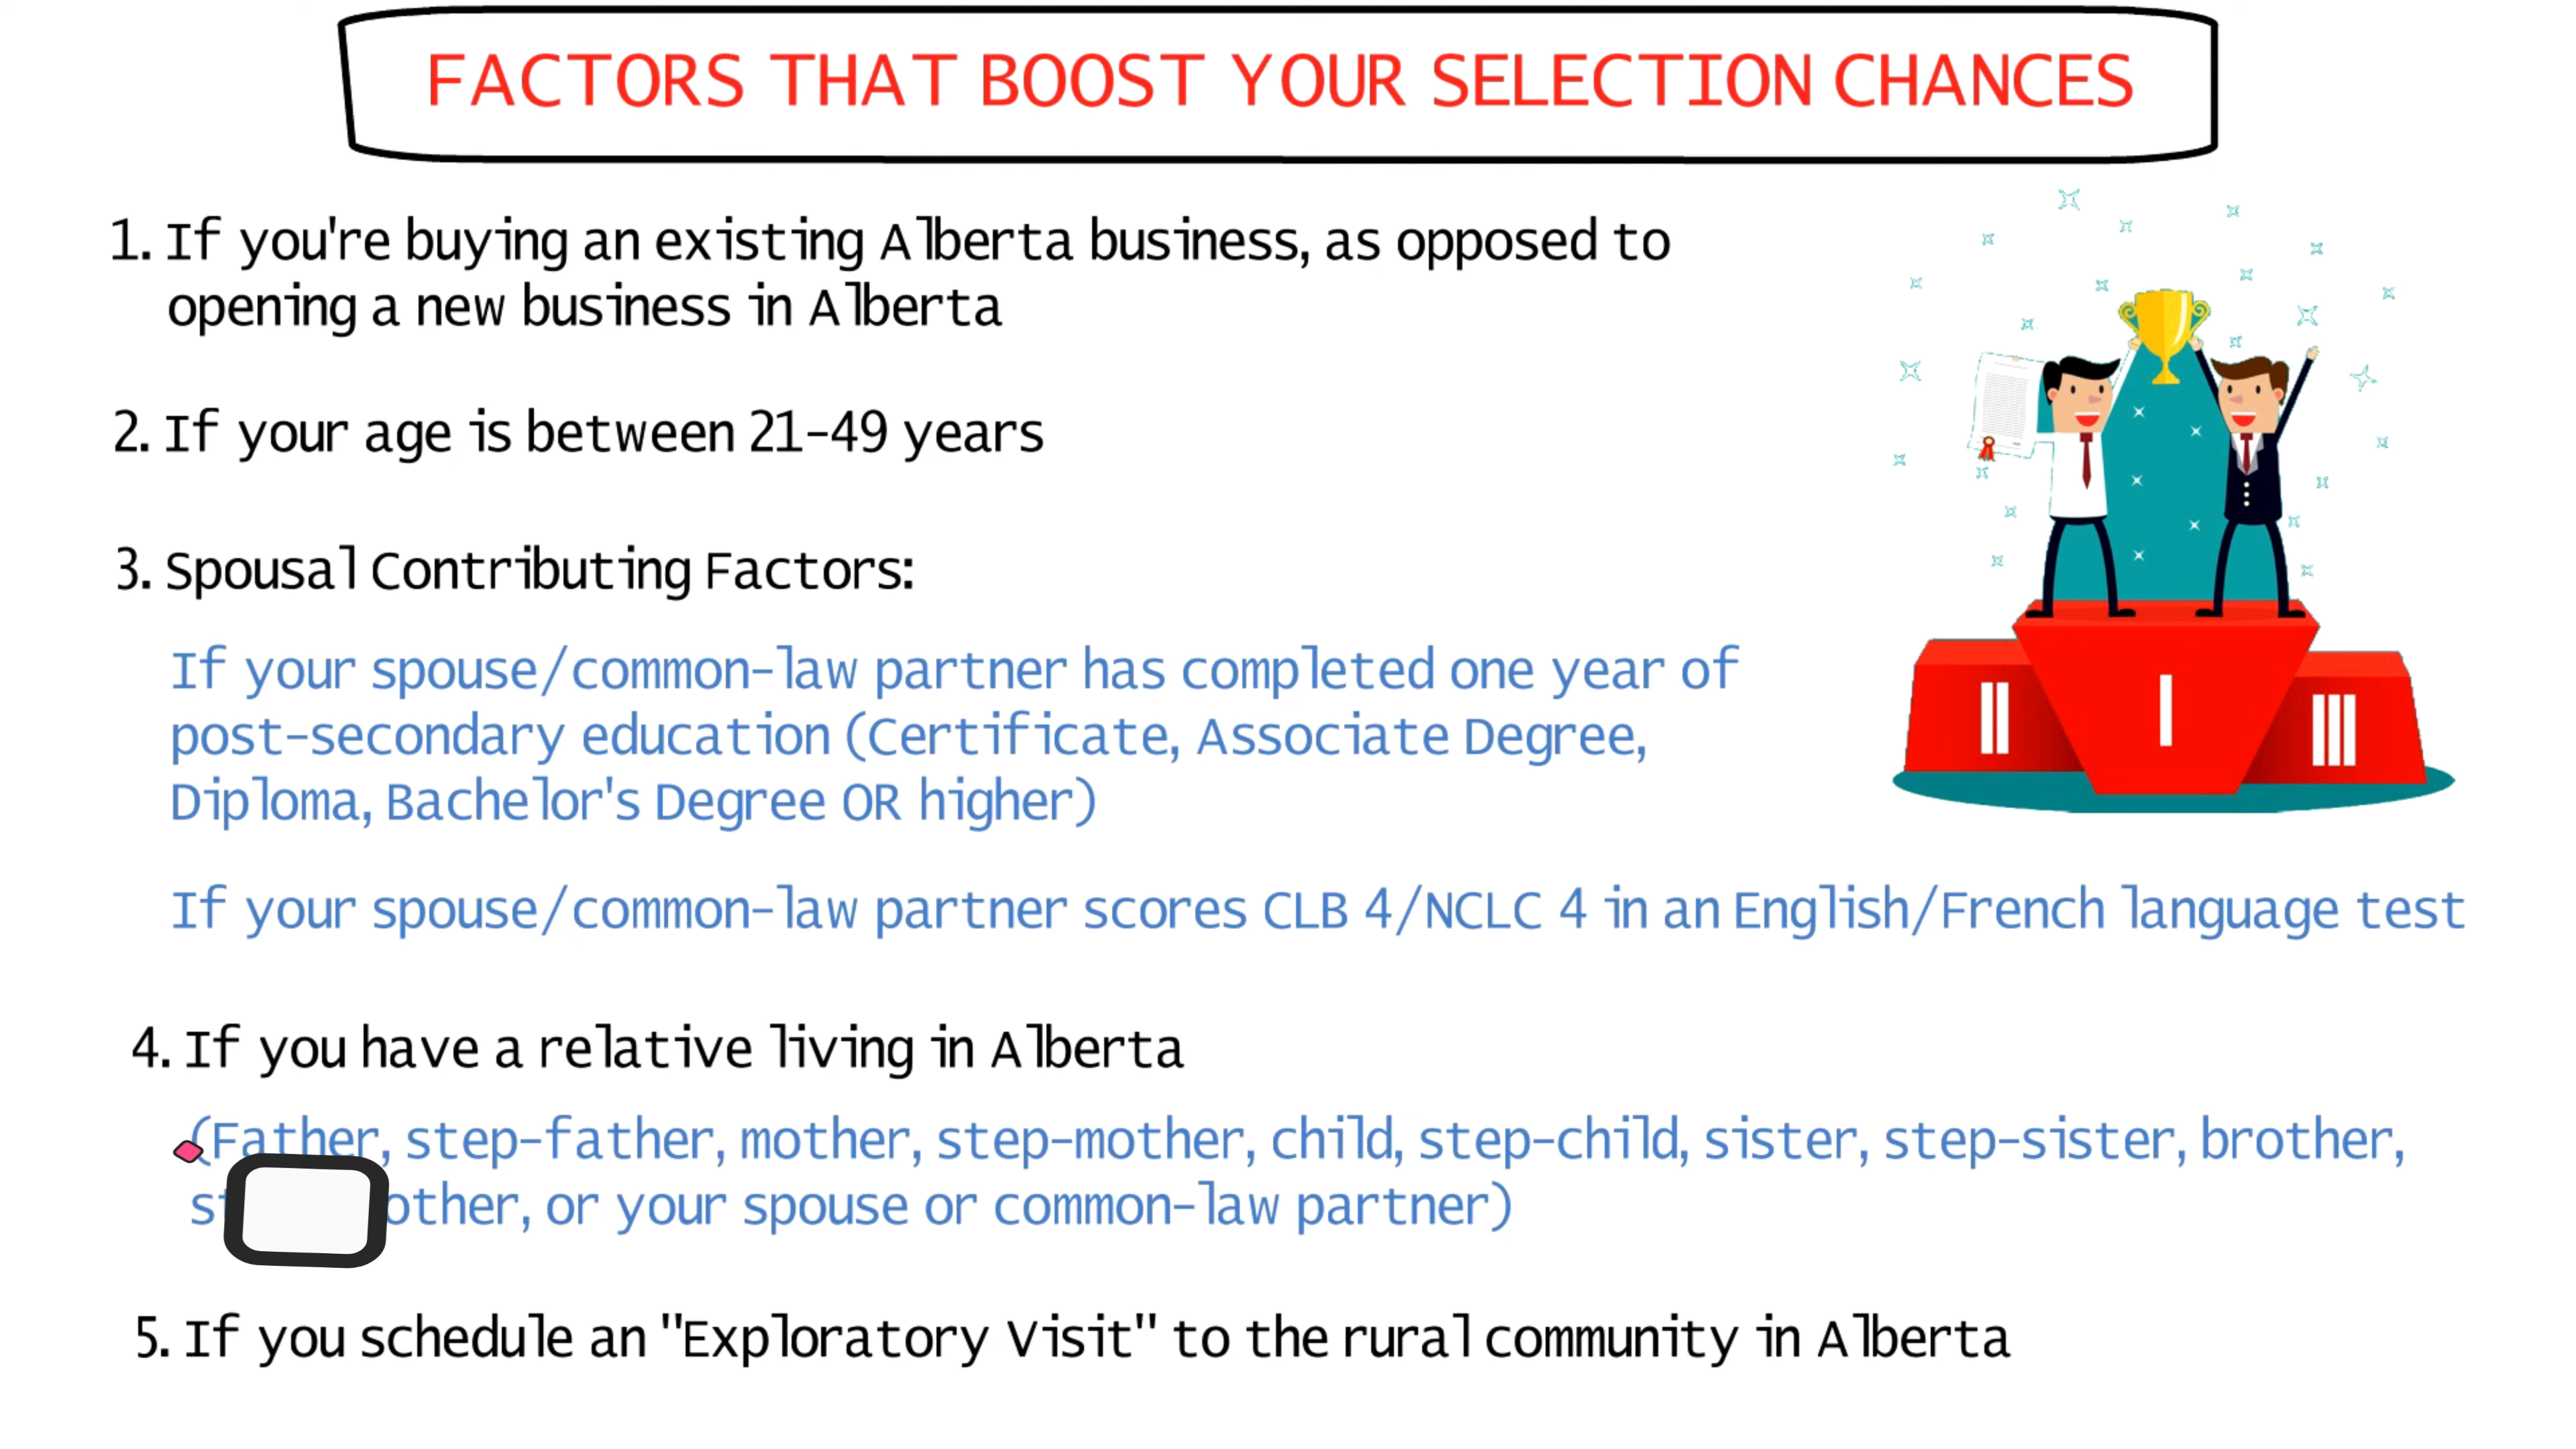 FACTORS THAT BOOST YOUR SELECTION CHANCES
1. If you're buying an existing Alberta business, as opposed to
opening a new business in Alberta
2. If your age is between 21-49 years
3. Spousal Contributing Factors:
If your spouse/common-law partner has completed one year of
post-secondary education (Certificate, Associate Degree,
Diploma, Bachelor's Degree OR higher)
If your spouse/common-law partner scores CLB 4/NCLC 4 in an English/French language test
4. If you have a relative living in Alberta
(Father, step-father, mother, step-mother, child, step-child, sister, step-sister, brother,
or your spouse or common-law partner)
5. If you schedule an "Exploratory Visit" to the rural community in Alberta
II
I
III